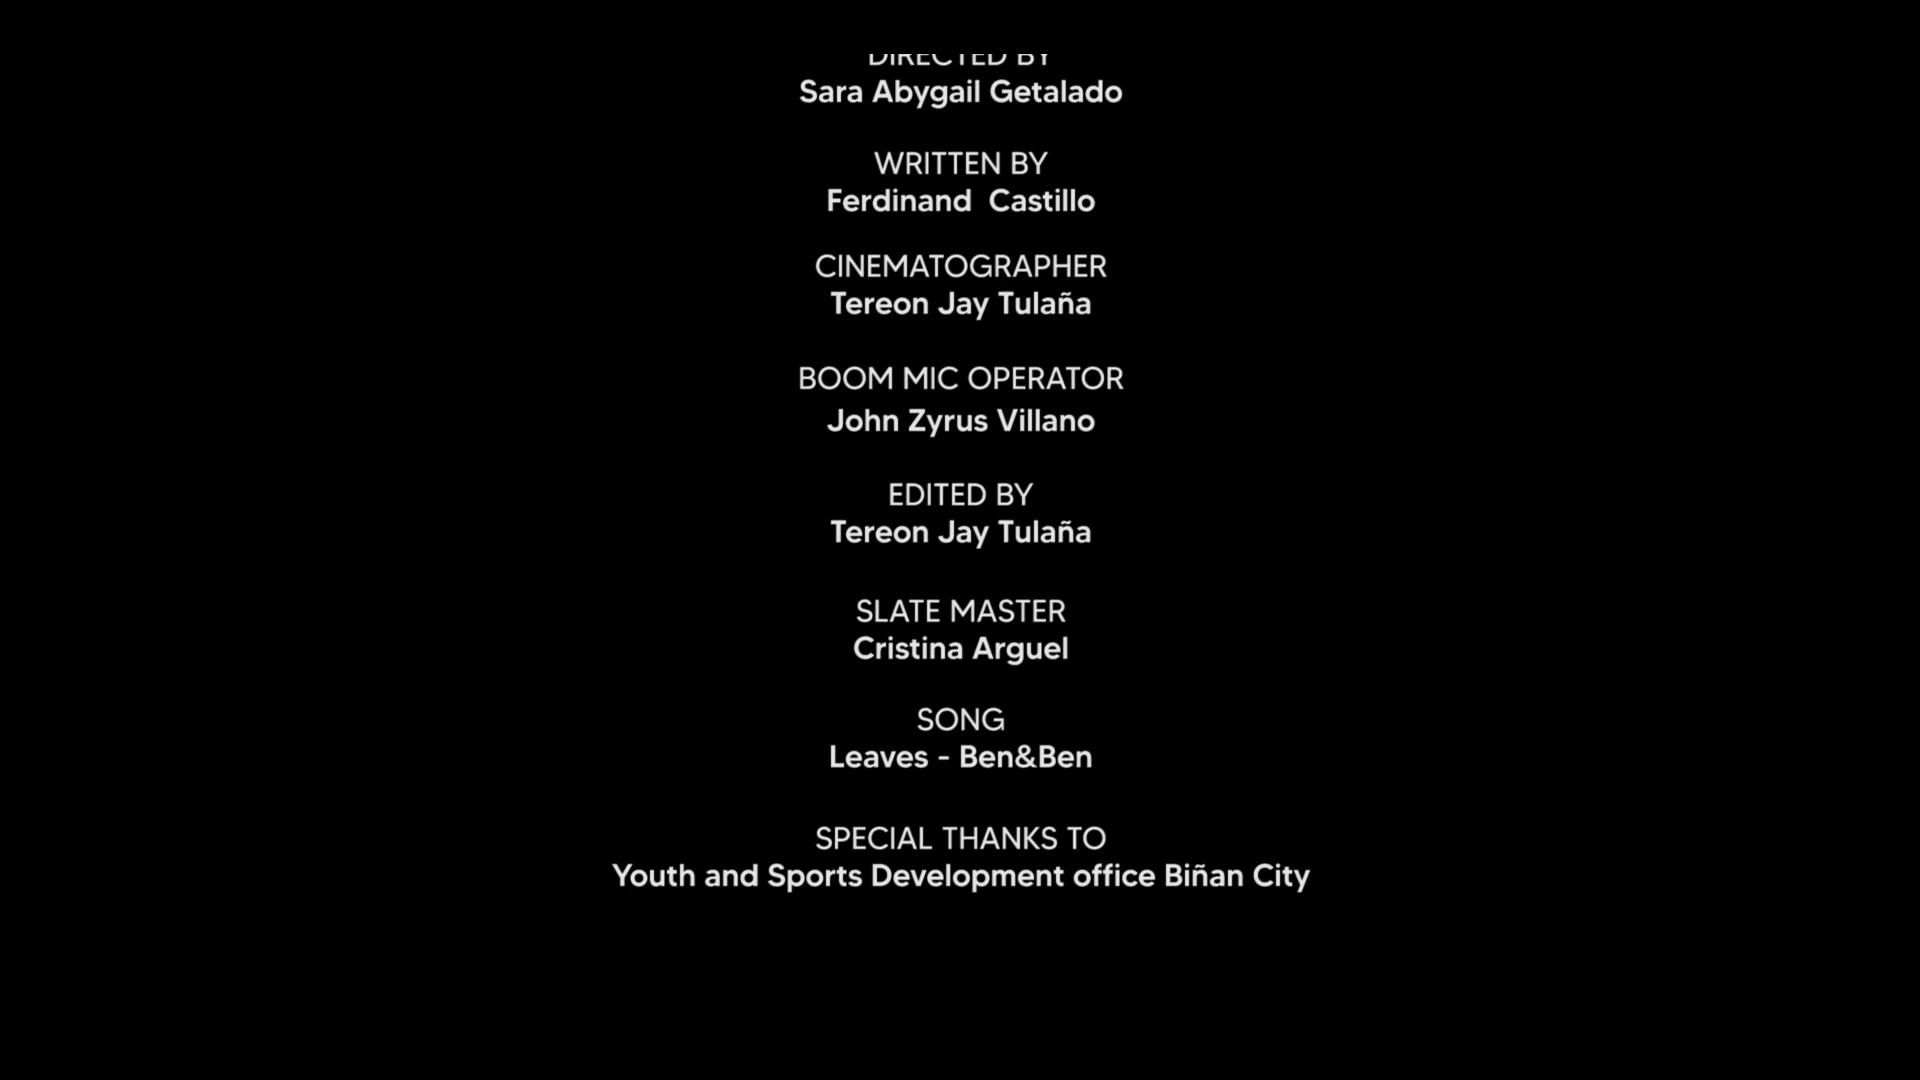 DIRECTED BY
Sara Abygail Getalado
WRITTEN BY
Ferdinand  Castillo
CINEMATOGRAPHER
Tereon Jay Tulaña
BOOM MIC OPERATOR
John Zyrus Villano
EDITED BY
Tereon Jay Tulaña
SLATE MASTER
Cristina Arguel
SONG
Leaves - Ben&Ben
SPECIAL THANKS TO
Youth and Sports Development office Biñan City